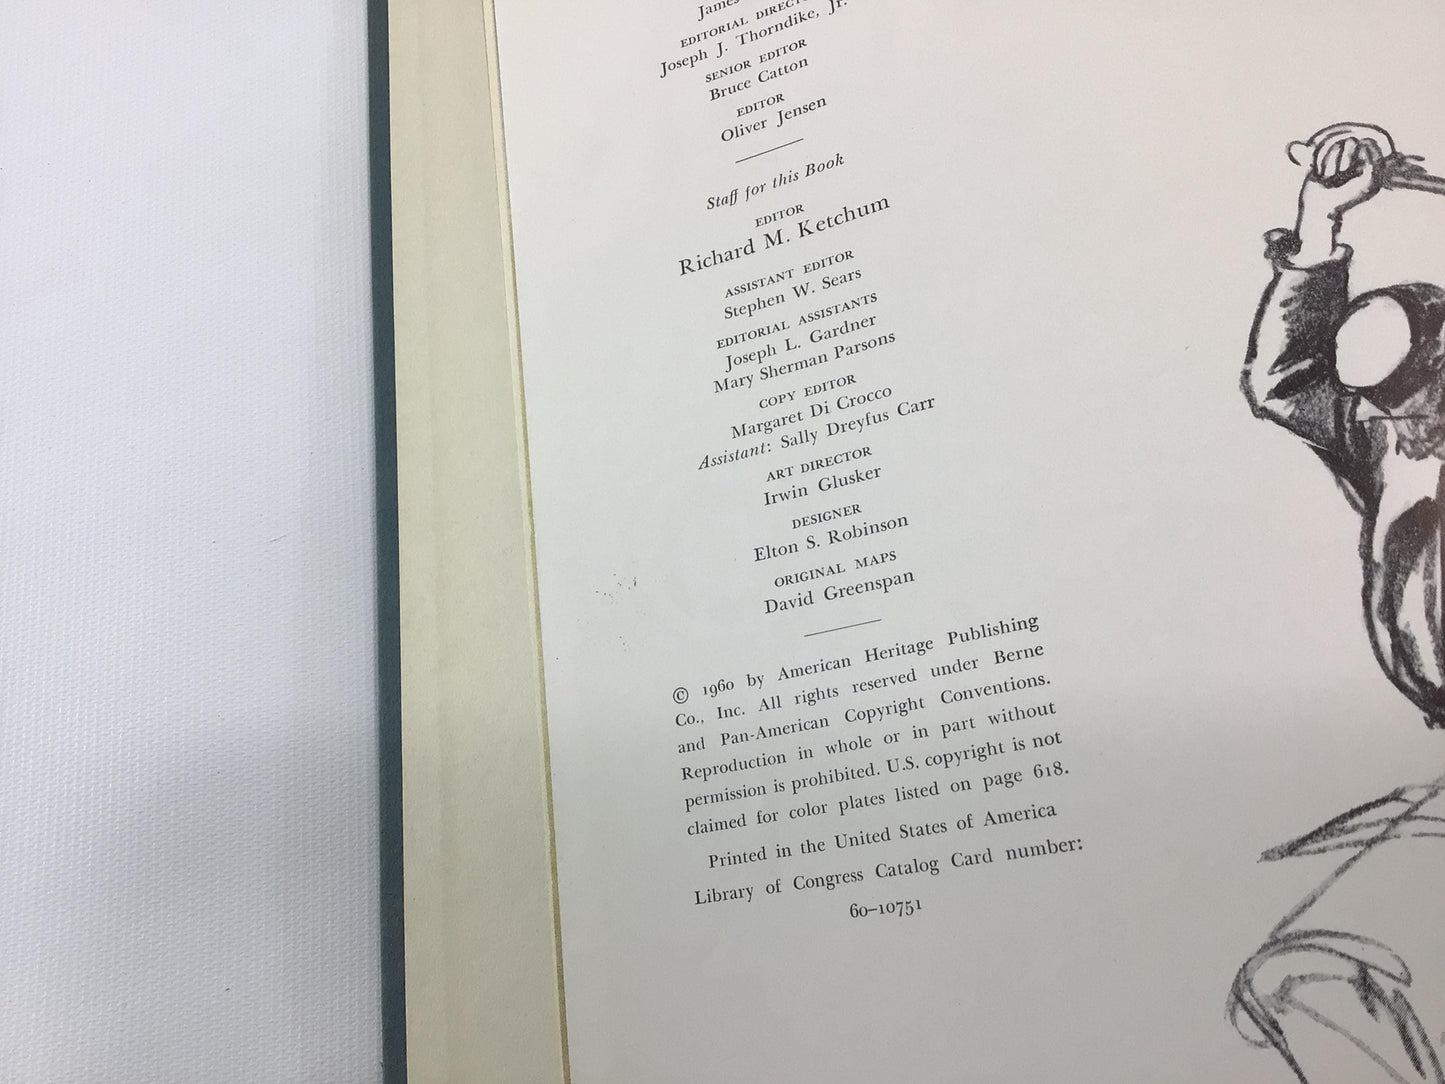 James
EDITORIAL DIRECTOR
Joseph J. Thorndike, Jr.
SENIOR EDITOR
Bruce Catton
EDITOR
Oliver Jensen
Staff for this Book
EDITOR
Richard M. Ketchum
ASSISTANT EDITOR
Stephen W. Sears
EDITORIAL ASSISTANTS
Joseph L. Gardner
Mary Sherman Parsons
COPY EDITOR
Margaret Di Crocco
Assistant: Sally Dreyfus Carr
ART DIRECTOR
Irwin Glusker
DESIGNER
Elton S. Robinson
ORIGINAL MAPS
David Greenspan
© 1960 by American Heritage Publishing
Co., Inc. All rights reserved under Berne
and Pan-American Copyright Conventions.
Reproduction in whole or in part without
permission is prohibited. U.S. copyright is not
claimed for color plates listed on page 618.
Printed in the United States of America
Library of Congress Catalog Card number:
60–10751